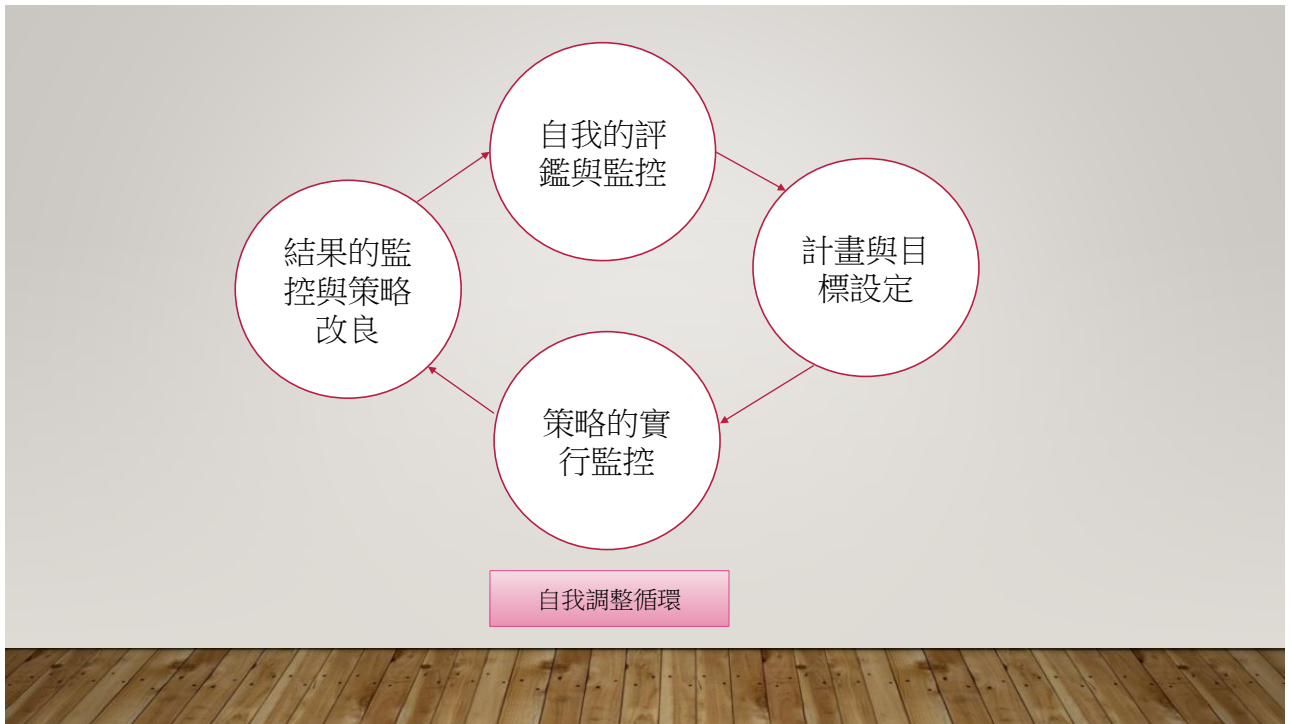 自我的評
鑑與監控
計畫與目
標設定
策略的實
行監控
結果的監
控與策略
改良
自我調整循環